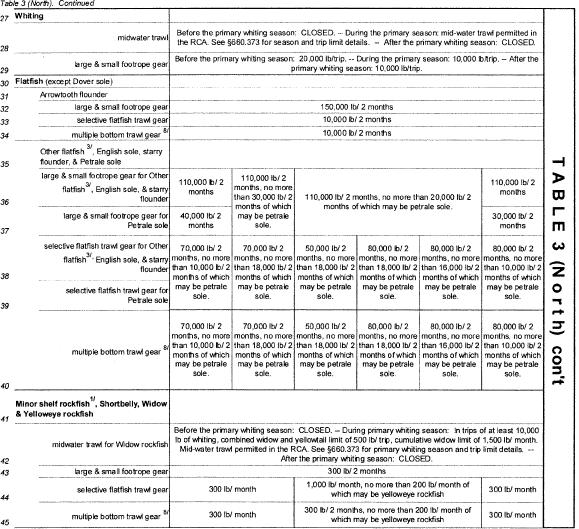 Table 3 (North). Continued
27 Whiting
28 midwater trawl
Before the primary whiting season: CLOSED. -- During the primary season: mid-water trawl permitted in
the RCA. See §660.373 for season and trip limit details. -- After the primary whiting season: CLOSED.
29 large & small footrope gear
Before the primary whiting season: 20,000 lb/trip. -- During the primary season: 10,000 lb/trip. -- After the
primary whiting season: 10,000 lb/trip.
30 Flatfish (except Dover sole)
31 Arrowtooth flounder
32 large & small footrope gear 150,000 lb/ 2 months
33 selective flatfish trawl gear 10,000 lb/ 2 months
34 multiple bottom trawl gear 8/ 10,000 lb/ 2 months
35 Other flatfish 3/, English sole, starry
flounder, & Petrale sole
36 large & small footrope gear for Other
flatfish 3/, English sole, & starry
flounder
110,000 lb/ 2
months
37 large & small footrope gear for
Petrale sole
40,000 lb/ 2
months
110,000 lb/ 2
months, no more
than 30,000 lb/ 2
months of which
may be petrale
sole.
110,000 lb/ 2 months, no more than 20,000 lb/ 2
months of which may be petrale sole.
110,000 lb/ 2
months
30,000 lb/ 2
months
38 selective flatfish trawl gear for Other
flatfish 3/, English sole, & starry
flounder
39 selective flatfish trawl gear for
Petrale sole
70,000 lb/ 2
months, no more
than 10,000 lb/ 2
months of which
may be petrale
sole.
70,000 lb/ 2
months, no more
than 18,000 lb/ 2
months of which
may be petrale
sole.
50,000 lb/ 2
months, no more
than 18,000 lb/ 2
months of which
may be petrale
sole.
80,000 lb/ 2
months, no more
than 18,000 lb/ 2
months of which
may be petrale
sole.
80,000 lb/ 2
months, no more
than 16,000 lb/ 2
months of which
may be petrale
sole.
80,000 lb/ 2
months, no more
than 10,000 lb/ 2
months of which
may be petrale
sole.
40 multiple bottom trawl gear 8/
70,000 lb/ 2
months, no more
than 10,000 lb/ 2
months of which
may be petrale
sole.
70,000 lb/ 2
months, no more
than 18,000 lb/ 2
months of which
may be petrale
sole.
50,000 lb/ 2
months, no more
than 18,000 lb/ 2
months of which
may be petrale
sole.
80,000 lb/ 2
months, no more
than 18,000 lb/ 2
months of which
may be petrale
sole.
80,000 lb/ 2
months, no more
than 16,000 lb/ 2
months of which
may be petrale
sole.
80,000 lb/ 2
months, no more
than 10,000 lb/ 2
months of which
may be petrale
sole.
41 Minor shelf rockfish 1/, Shortbelly, Widow
& Yelloweye rockfish
42 midwater trawl for Widow rockfish
Before the primary whiting season: CLOSED. -- During primary whiting season: In trips of at least 10,000
lb of whiting, combined widow and yellowtail limit of 500 lb/ trip, cumulative widow limit of 1,500 lb/ month.
Mid-water trawl permitted in the RCA. See §660.373 for primary whiting season and trip limit details. --
After the primary whiting season: CLOSED.
43 large & small footrope gear 300 lb/ 2 months
44 selective flatfish trawl gear 300 lb/ month
1,000 lb/ month, no more than 200 lb/ month of
which may be yelloweye rockfish
300 lb/ month
45 multiple bottom trawl gear 8/ 300 lb/ month
300 lb/ 2 months, no more than 200 lb/ month of
which may be yelloweye rockfish
300 lb/ month
TABLE 3 (North) con't